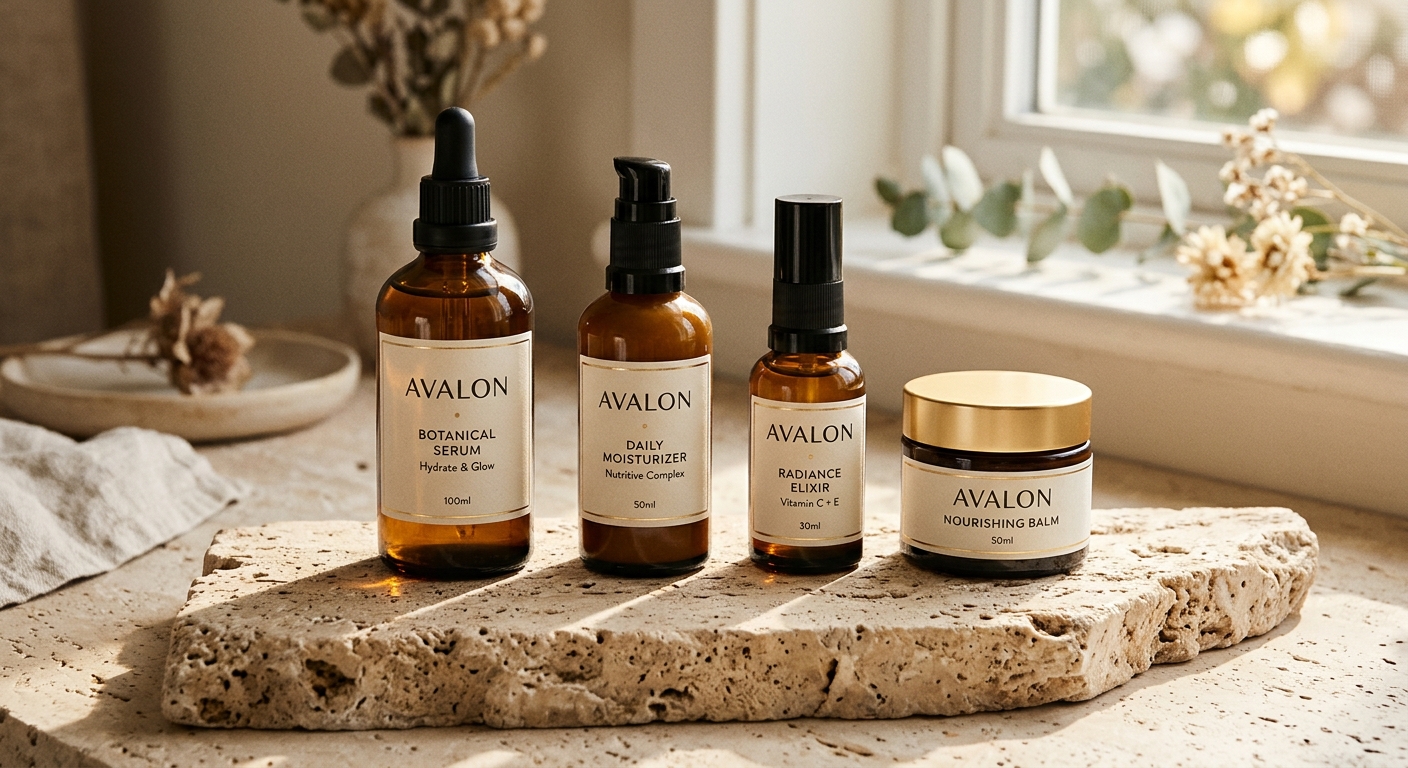 AVALON
BOTANICAL
SERUM
Hydrate & Glow
100ml
AVALON
DAILY
MOISTURIZER
Nutritive Complex
50ml
AVALON
RADIANCE
ELIXIR
Vitamin C + E
30ml
AVALON
NOURISHING BALM
50ml